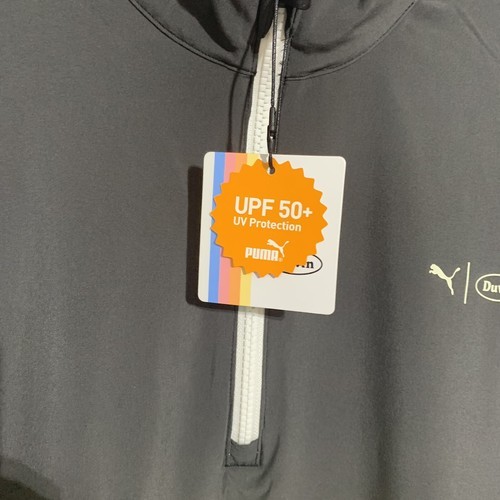 UPF 50+
UV Protection
PUMA